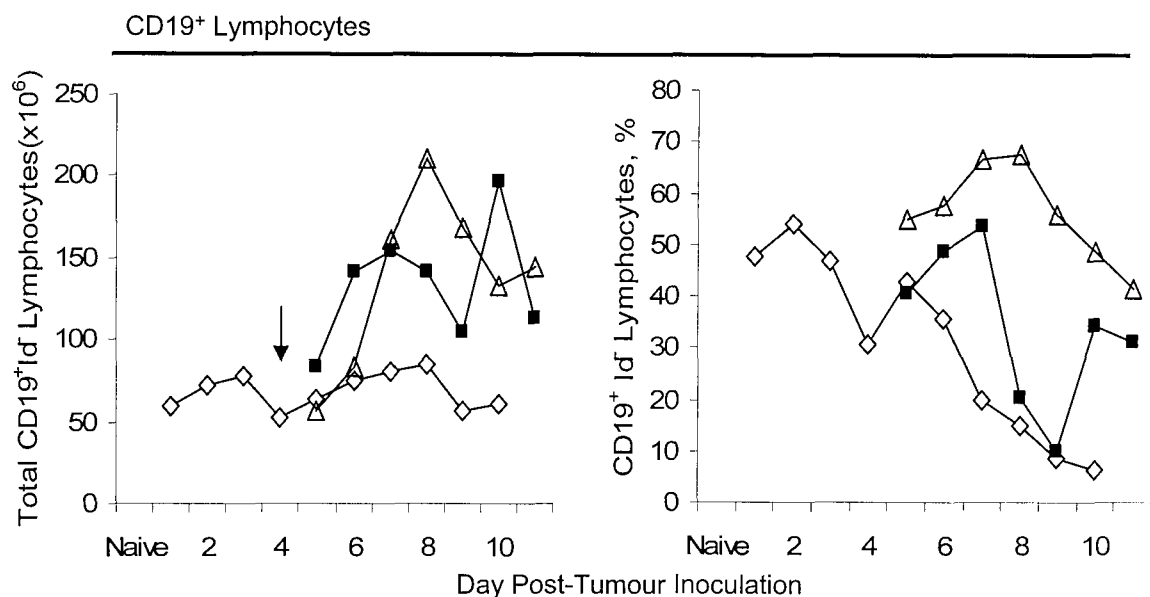 CD19⁺ Lymphocytes
Total CD19⁺Id⁻ Lymphocytes(x10⁶)
250
200
150
100
50
0
Naive 2 4 6 8 10
CD19⁺ Id⁻ Lymphocytes, %
80
70
60
50
40
30
20
10
0
Naive 2 4 6 8 10
Day Post-Tumour Inoculation